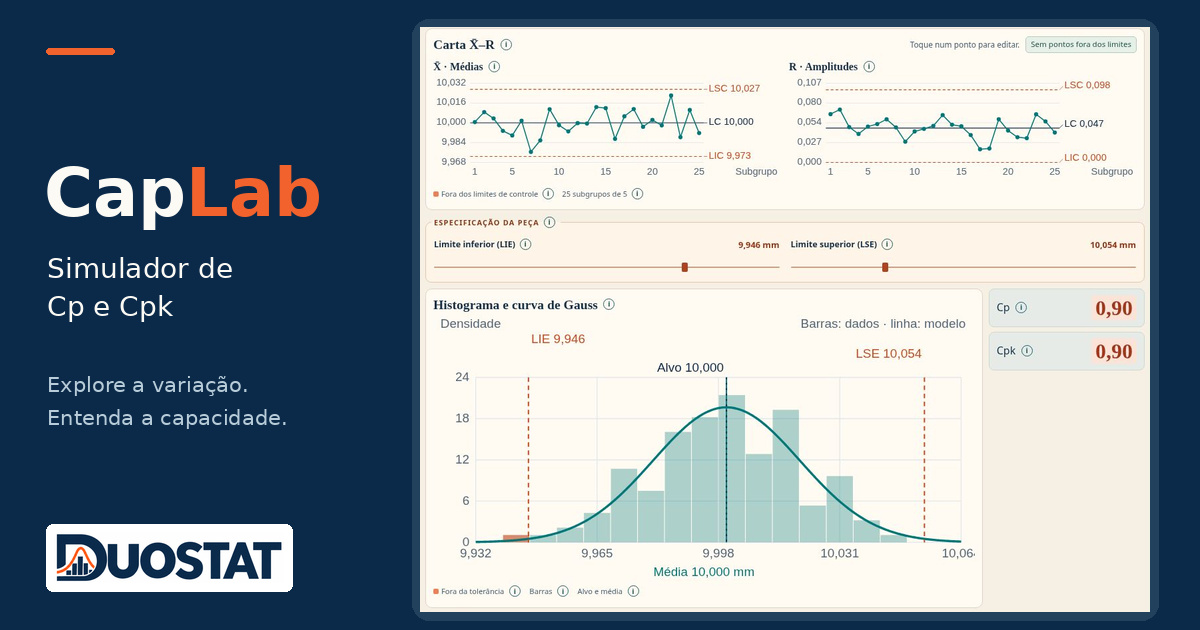 CapLab
Simulador de
Cp e Cpk
Explore a variação.
Entenda a capacidade.
DUOSTAT
Carta X̄–R i
Toque num ponto para editar. Sem pontos fora dos limites
X̄ · Médias i
10,032
10,016
10,000
9,984
9,968
LSC 10,027
LC 10,000
LIC 9,973
1 5 10 15 20 25 Subgrupo
R · Amplitudes i
0,107
0,080
0,054
0,027
0,000
LSC 0,098
LC 0,047
LIC 0,000
1 5 10 15 20 25 Subgrupo
Fora dos limites de controle i 25 subgrupos de 5 i
ESPECIFICAÇÃO DA PEÇA i
Limite inferior (LIE) i 9,946 mm
Limite superior (LSE) i 10,054 mm
Histograma e curva de Gauss i
Densidade
Barras: dados · linha: modelo
LIE 9,946
LSE 10,054
Alvo 10,000
24
18
12
6
0
9,932 9,965 9,998 10,031 10,06
Média 10,000 mm
Fora da tolerância i Barras i Alvo e média i
Cp i 0,90
Cpk i 0,90